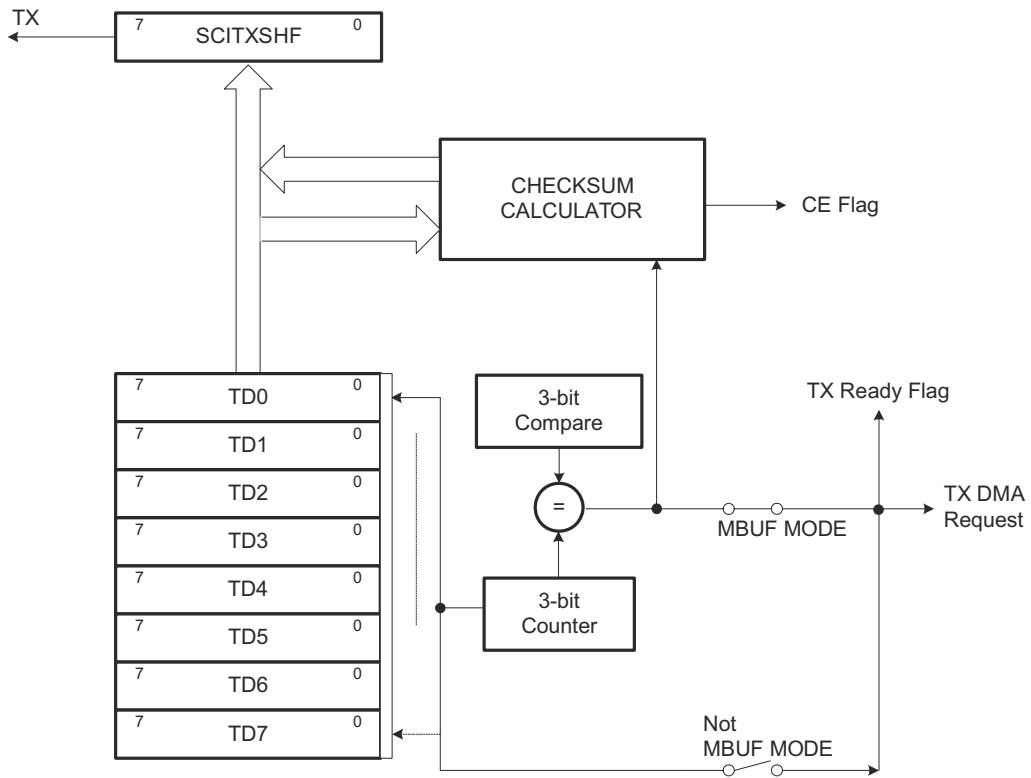 TX
7 SCITXSHF 0
CHECKSUM
CALCULATOR
CE Flag
7 TD0 0
7 TD1 0
7 TD2 0
7 TD3 0
7 TD4 0
7 TD5 0
7 TD6 0
7 TD7 0
3-bit
Compare
=
3-bit
Counter
TX Ready Flag
TX DMA
Request
MBUF MODE
Not
MBUF MODE